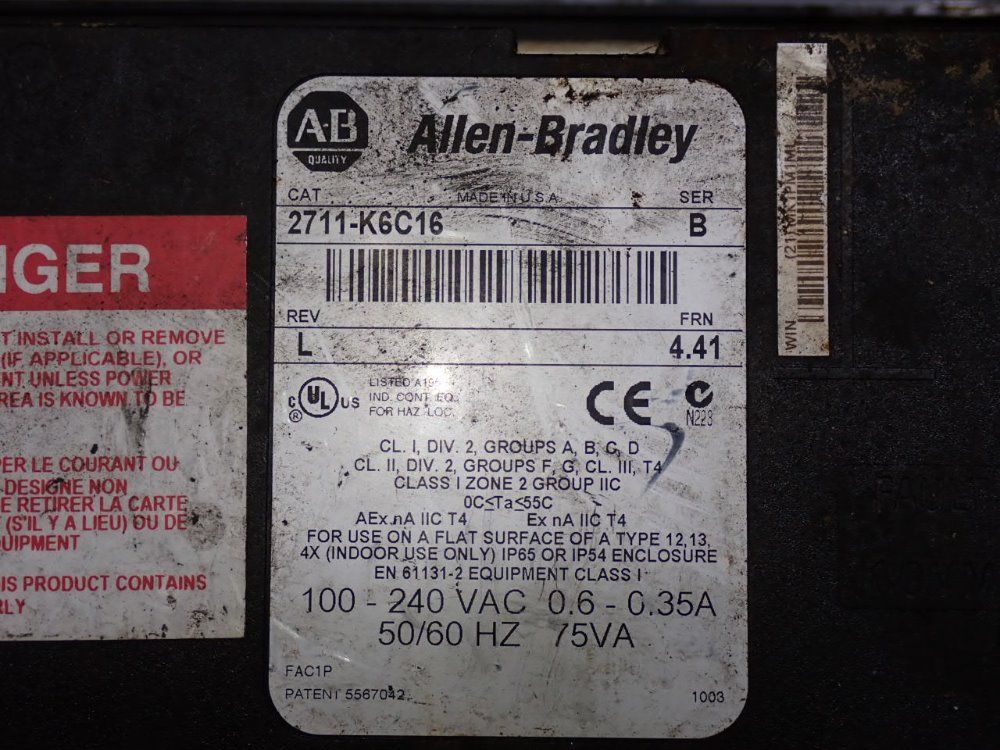 AB
QUALITY
Allen-Bradley
CAT MADE IN U.S.A. SER
2711-K6C16 B
REV FRN
L 4.41
C UL US
®
LISTED
IND. CONT. EQ.
FOR HAZ. LOC.
CE
N223
CL. I, DIV. 2, GROUPS A, B, C, D
CL. II, DIV. 2, GROUPS F, G, CL. III, T4
CLASS I ZONE 2 GROUP IIC
0C≤Ta≤55C
AEx nA IIC T4 Ex nA IIC T4
FOR USE ON A FLAT SURFACE OF A TYPE 12,13,
4X (INDOOR USE ONLY) IP65 OR IP54 ENCLOSURE
EN 61131-2 EQUIPMENT CLASS I
100 - 240 VAC 0.6 - 0.35A
50/60 HZ 75VA
FAC1P
PATENT 5567042 1003
NGER
T INSTALL OR REMOVE
(IF APPLICABLE), OR
ENT UNLESS POWER
REA IS KNOWN TO BE
PER LE COURANT OU
DESIGNE NON
E RETIRER LA CARTE
(S'IL Y A LIEU) OU DE
QUIPMENT
IS PRODUCT CONTAINS
RLY
WIN